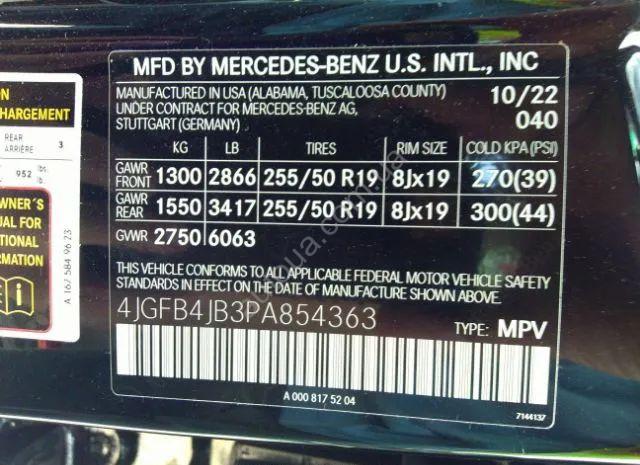 ON
CHARGEMENT
REAR
ARRIÈRE 3
952 lb.
WNER´S
UAL FOR
TIONAL
RMATION
A 167 584 96 23
MFD BY MERCEDES-BENZ U.S. INTL., INC
MANUFACTURED IN USA (ALABAMA, TUSCALOOSA COUNTY) 10/22
UNDER CONTRACT FOR MERCEDES-BENZ AG, 040
STUTTGART (GERMANY)
KG LB TIRES RIM SIZE COLD KPA (PSI)
GAWR FRONT 1300 2866 255/50 R19 8Jx19 270(39)
GAWR REAR 1550 3417 255/50 R19 8Jx19 300(44)
GVWR 2750 6063
THIS VEHICLE CONFORMS TO ALL APPLICABLE FEDERAL MOTOR VEHICLE SAFETY
STANDARDS IN EFFECT ON THE DATE OF MANUFACTURE SHOWN ABOVE.
4JGFB4JB3PA854363 TYPE: MPV
A 000 817 52 04
7144137